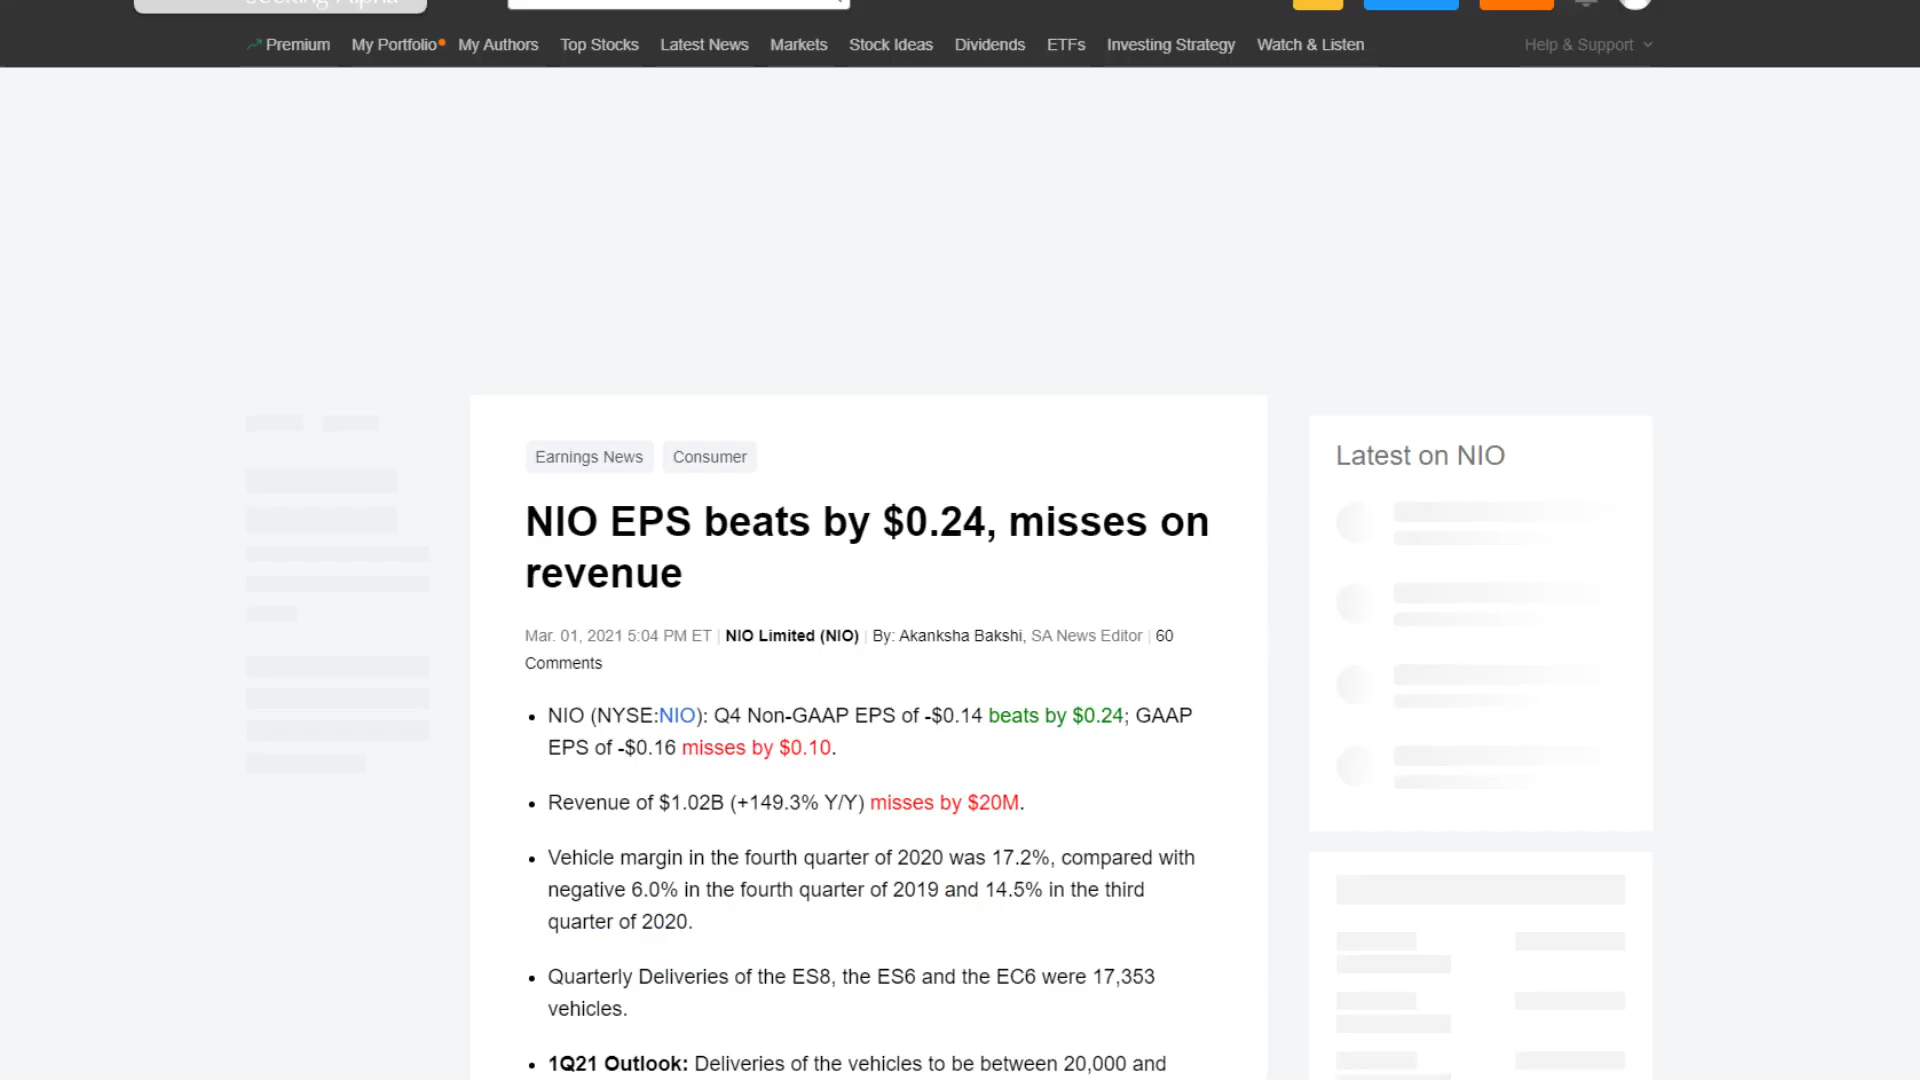 Seeking Alpha
Premium My Portfolio My Authors Top Stocks Latest News Markets Stock Ideas Dividends ETFs Investing Strategy Watch & Listen Help & Support
Earnings News Consumer
NIO EPS beats by $0.24, misses on
revenue
Mar. 01, 2021 5:04 PM ET | NIO Limited (NIO) | By: Akanksha Bakshi, SA News Editor | 60
Comments
• NIO (NYSE:NIO): Q4 Non-GAAP EPS of -$0.14 beats by $0.24; GAAP
EPS of -$0.16 misses by $0.10.
• Revenue of $1.02B (+149.3% Y/Y) misses by $20M.
• Vehicle margin in the fourth quarter of 2020 was 17.2%, compared with
negative 6.0% in the fourth quarter of 2019 and 14.5% in the third
quarter of 2020.
• Quarterly Deliveries of the ES8, the ES6 and the EC6 were 17,353
vehicles.
• 1Q21 Outlook: Deliveries of the vehicles to be between 20,000 and
Latest on NIO